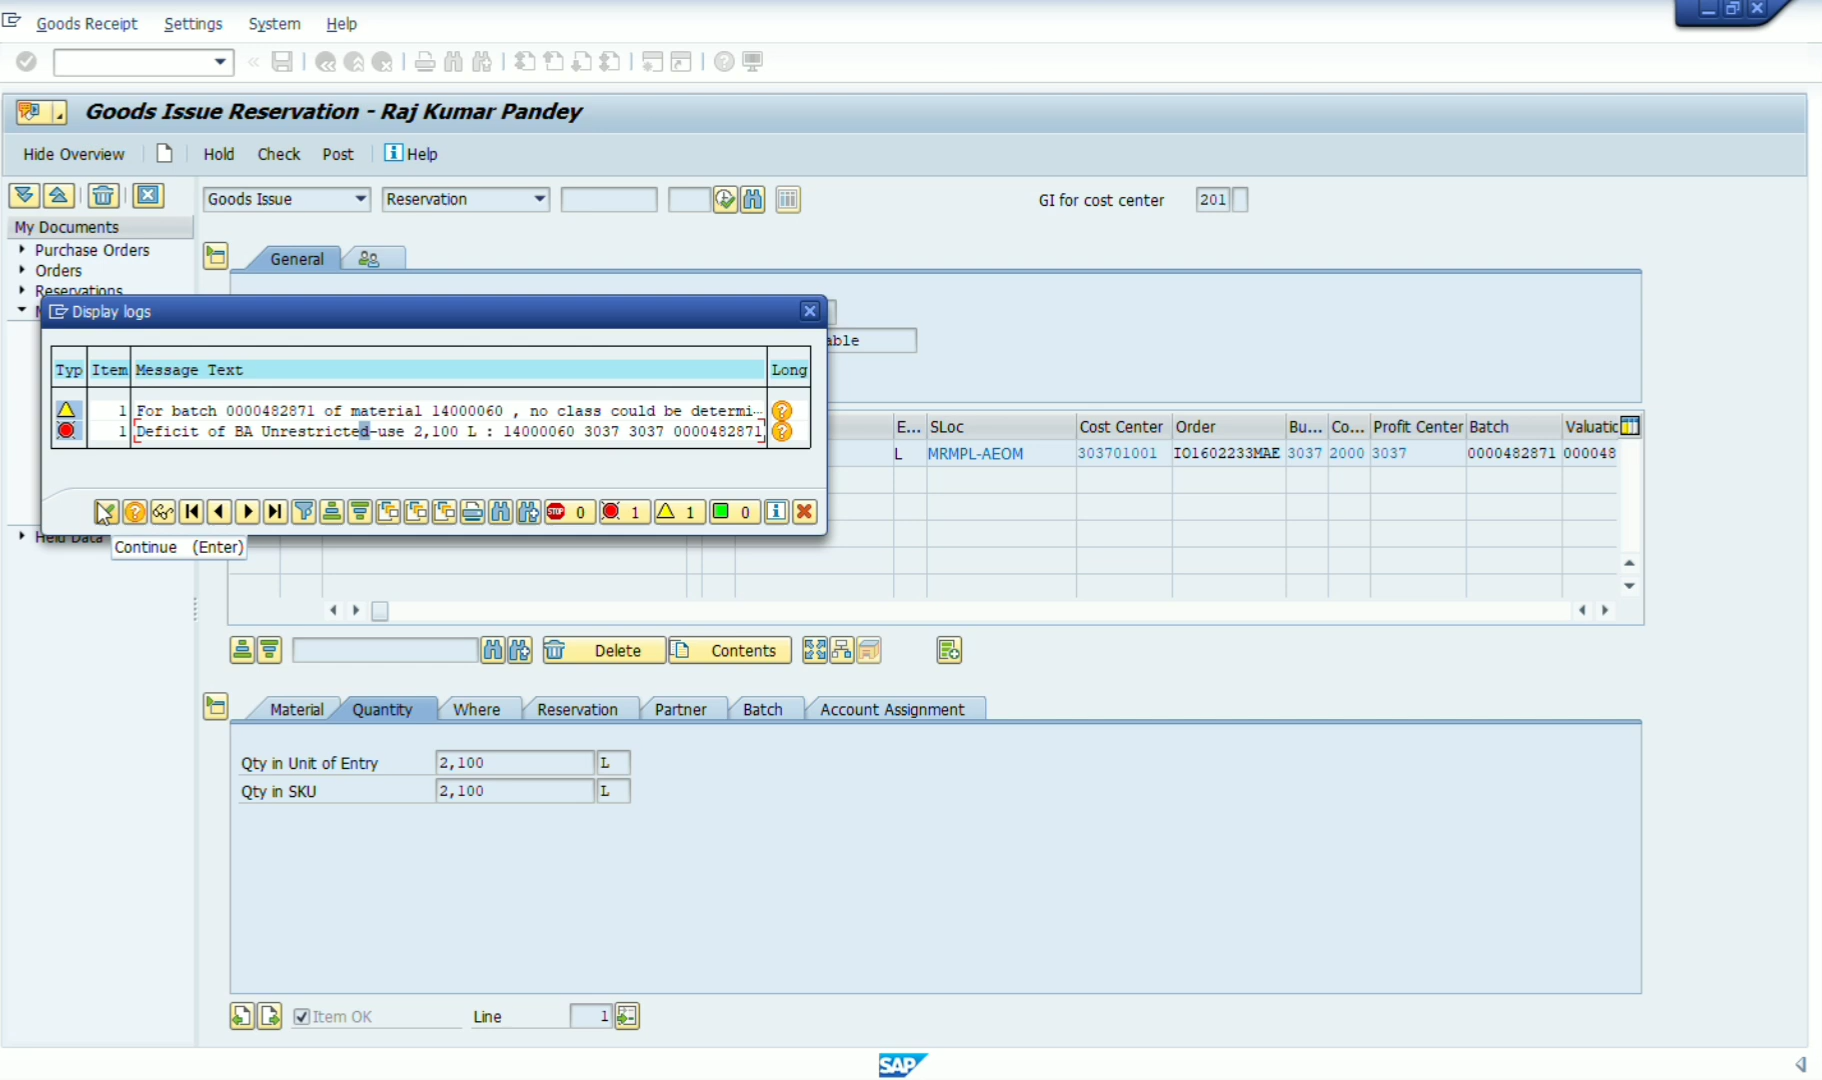 Goods Receipt Settings System Help
Goods Issue Reservation - Raj Kumar Pandey
Hide Overview Hold Check Post Help
Goods Issue Reservation GI for cost center 201
My Documents
Purchase Orders
Orders
Reservations
General
Display logs
able
Typ Item Message Text Long
1 For batch 0000482871 of material 14000060 , no class could be determi…
1 Deficit of BA Unrestricted-use 2,100 L : 14000060 3037 3037 0000482871
STOP 0 1 1 0
Continue (Enter)
Held Data
E... SLoc Cost Center Order Bu... Co... Profit Center Batch Valuatic
L MRMPL-AEOM 303701001 IO1602233MAE 3037 2000 3037 0000482871 000048
Delete Contents
Material Quantity Where Reservation Partner Batch Account Assignment
Qty in Unit of Entry 2,100 L
Qty in SKU 2,100 L
Item OK Line 1
SAP